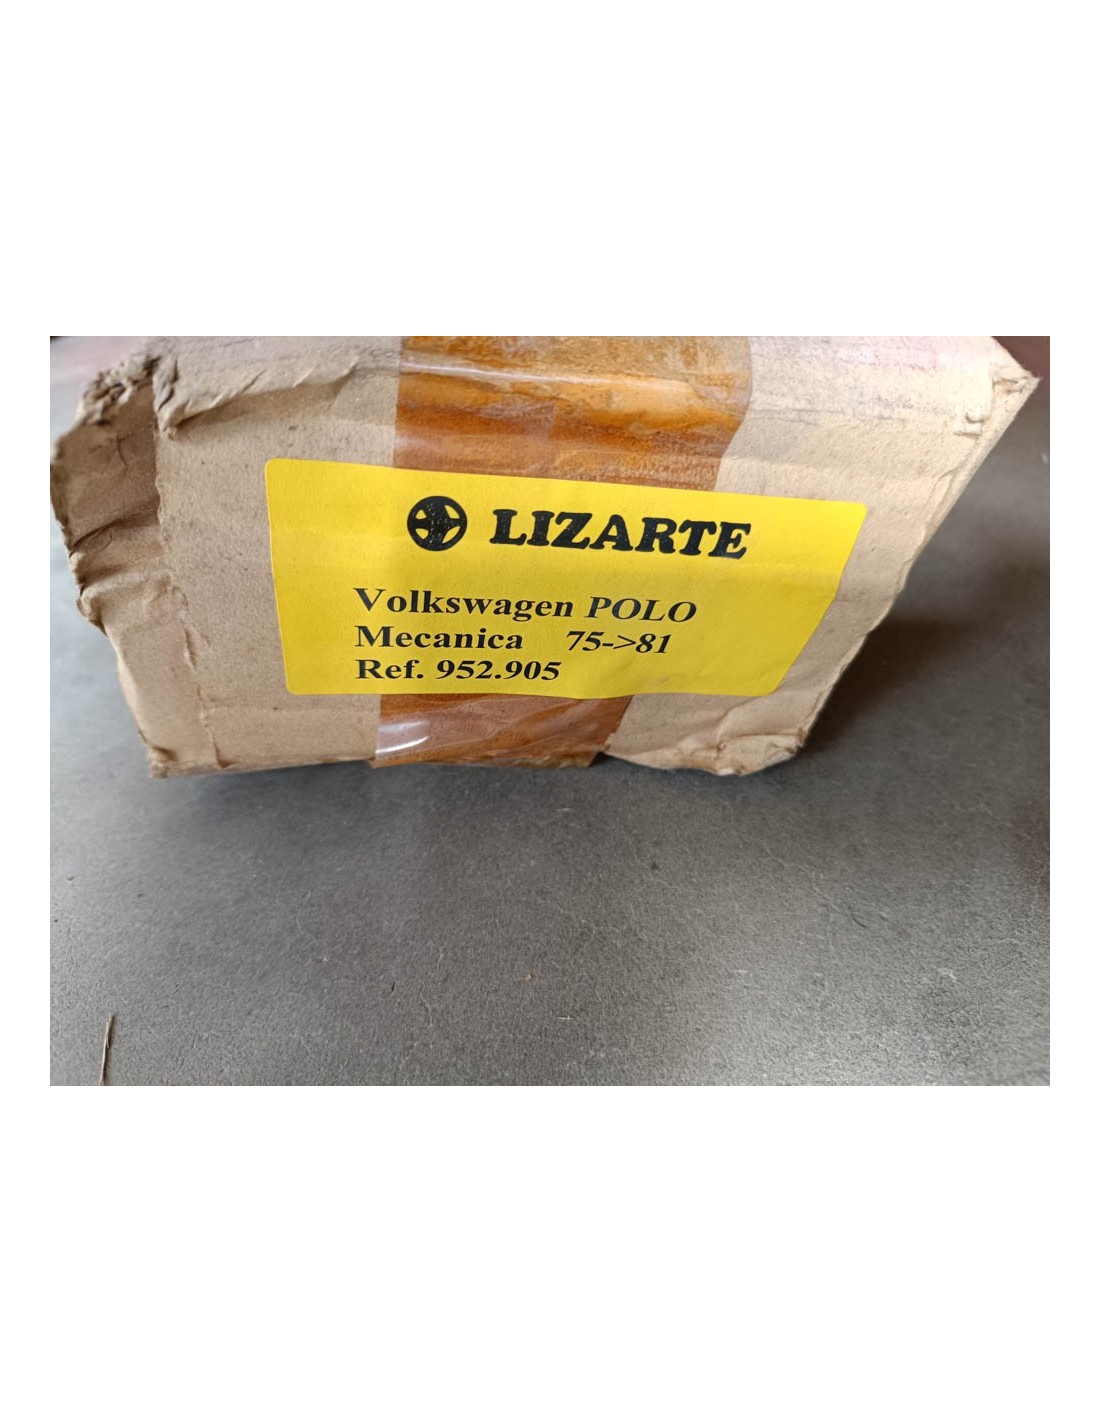 LIZARTE
Volkswagen POLO
Mecanica 75->81
Ref. 952.905